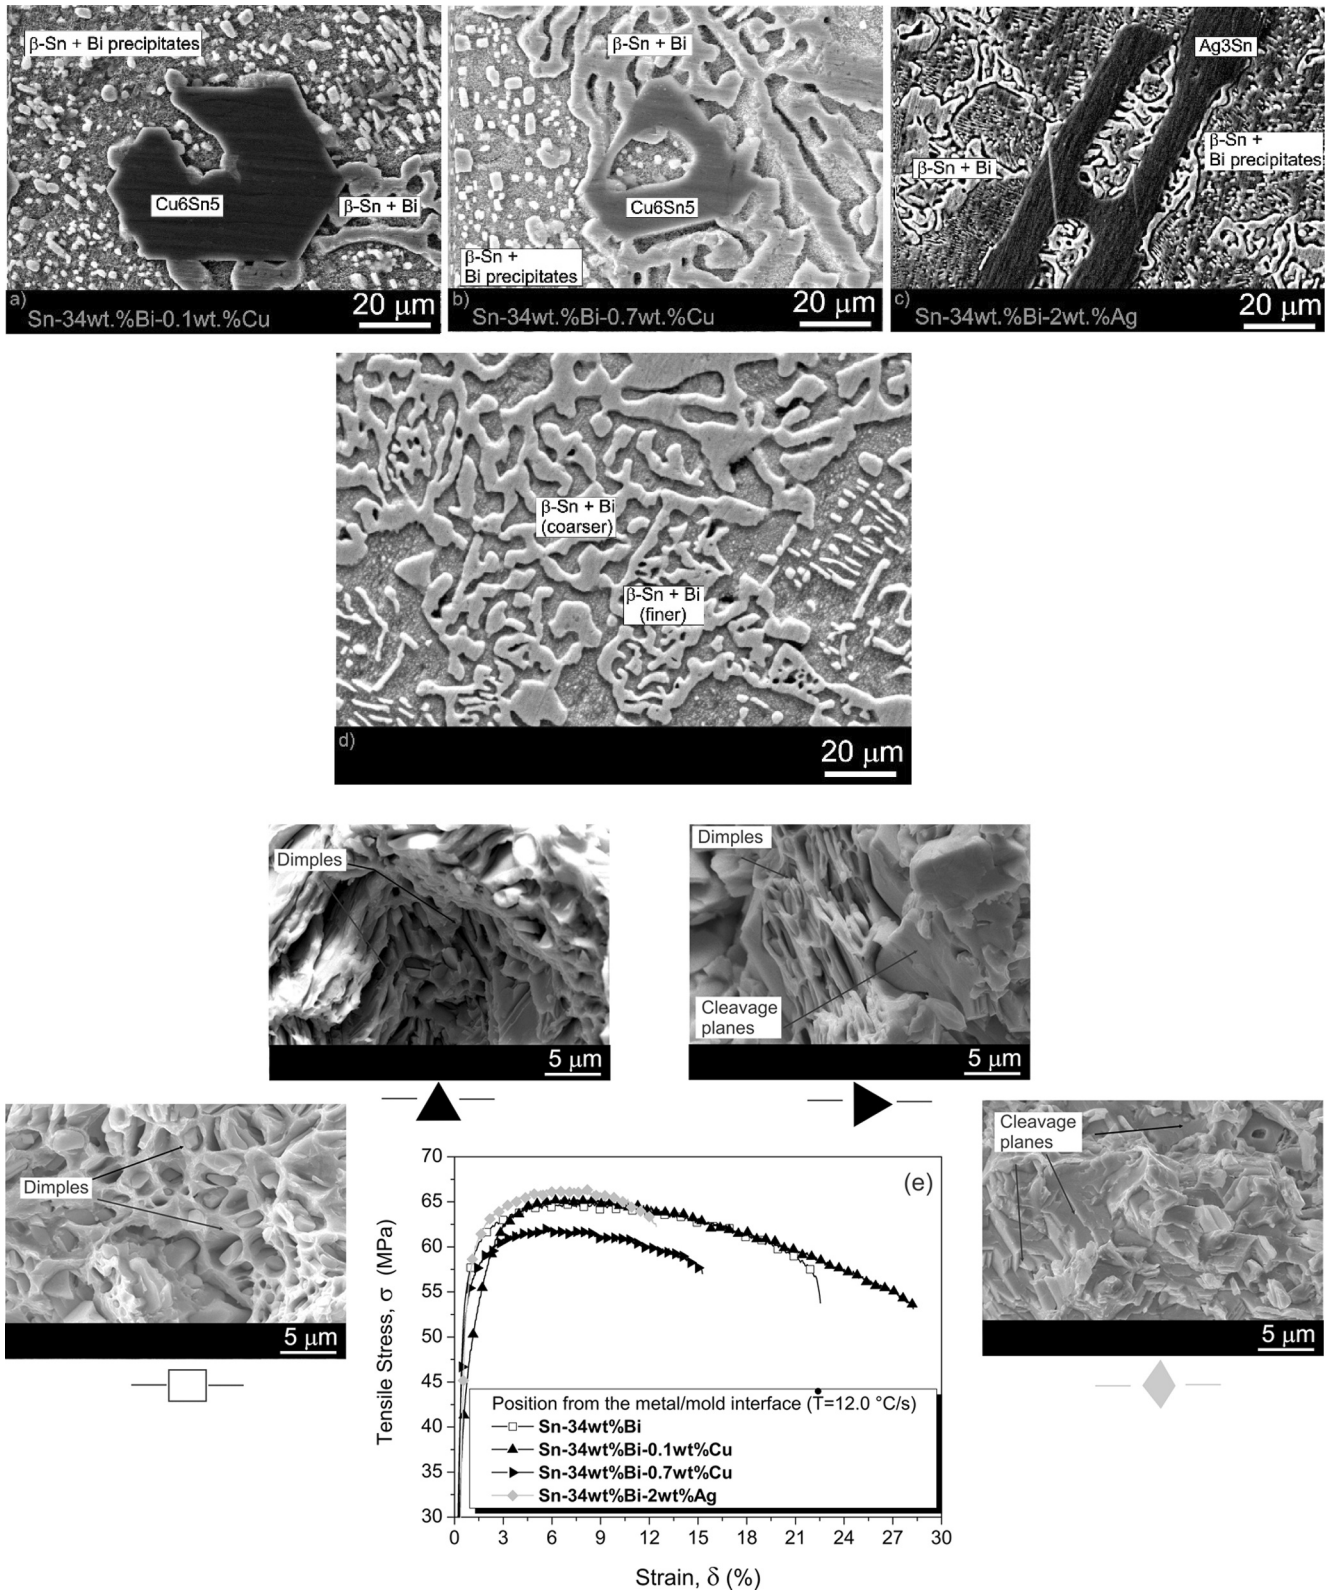 β-Sn + Bi precipitates
Cu6Sn5
β-Sn + Bi
a)
Sn-34wt.%Bi-0.1wt.%Cu
20 μm
β-Sn + Bi
Cu6Sn5
β-Sn +
Bi precipitates
b)
Sn-34wt.%Bi-0.7wt.%Cu
20 μm
Ag3Sn
β-Sn +
Bi precipitates
β-Sn + Bi
c)
Sn-34wt.%Bi-2wt.%Ag
20 μm
β-Sn + Bi
(coarser)
β-Sn + Bi
(finer)
d)
20 μm
Dimples
5 μm
Dimples
Cleavage
planes
5 μm
Dimples
5 μm
Cleavage
planes
5 μm
(e)
Tensile Stress, σ (MPa)
70
65
60
55
50
45
40
35
30
Position from the metal/mold interface (Ṫ=12.0 °C/s)
Sn-34wt%Bi
Sn-34wt%Bi-0.1wt%Cu
Sn-34wt%Bi-0.7wt%Cu
Sn-34wt%Bi-2wt%Ag
0 3 6 9 12 15 18 21 24 27 30
Strain, δ (%)